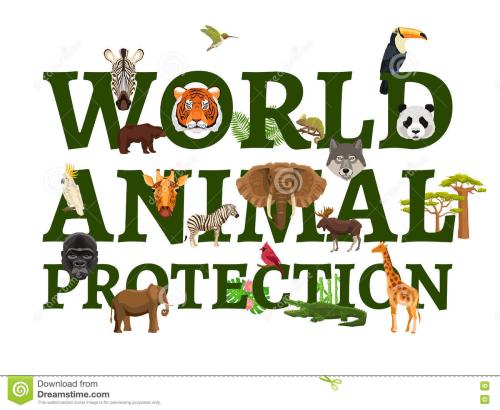 WORLD
ANIMAL
PROTECTION
Download from
Dreamstime.com
This watermarked comp image is for previewing purposes only.